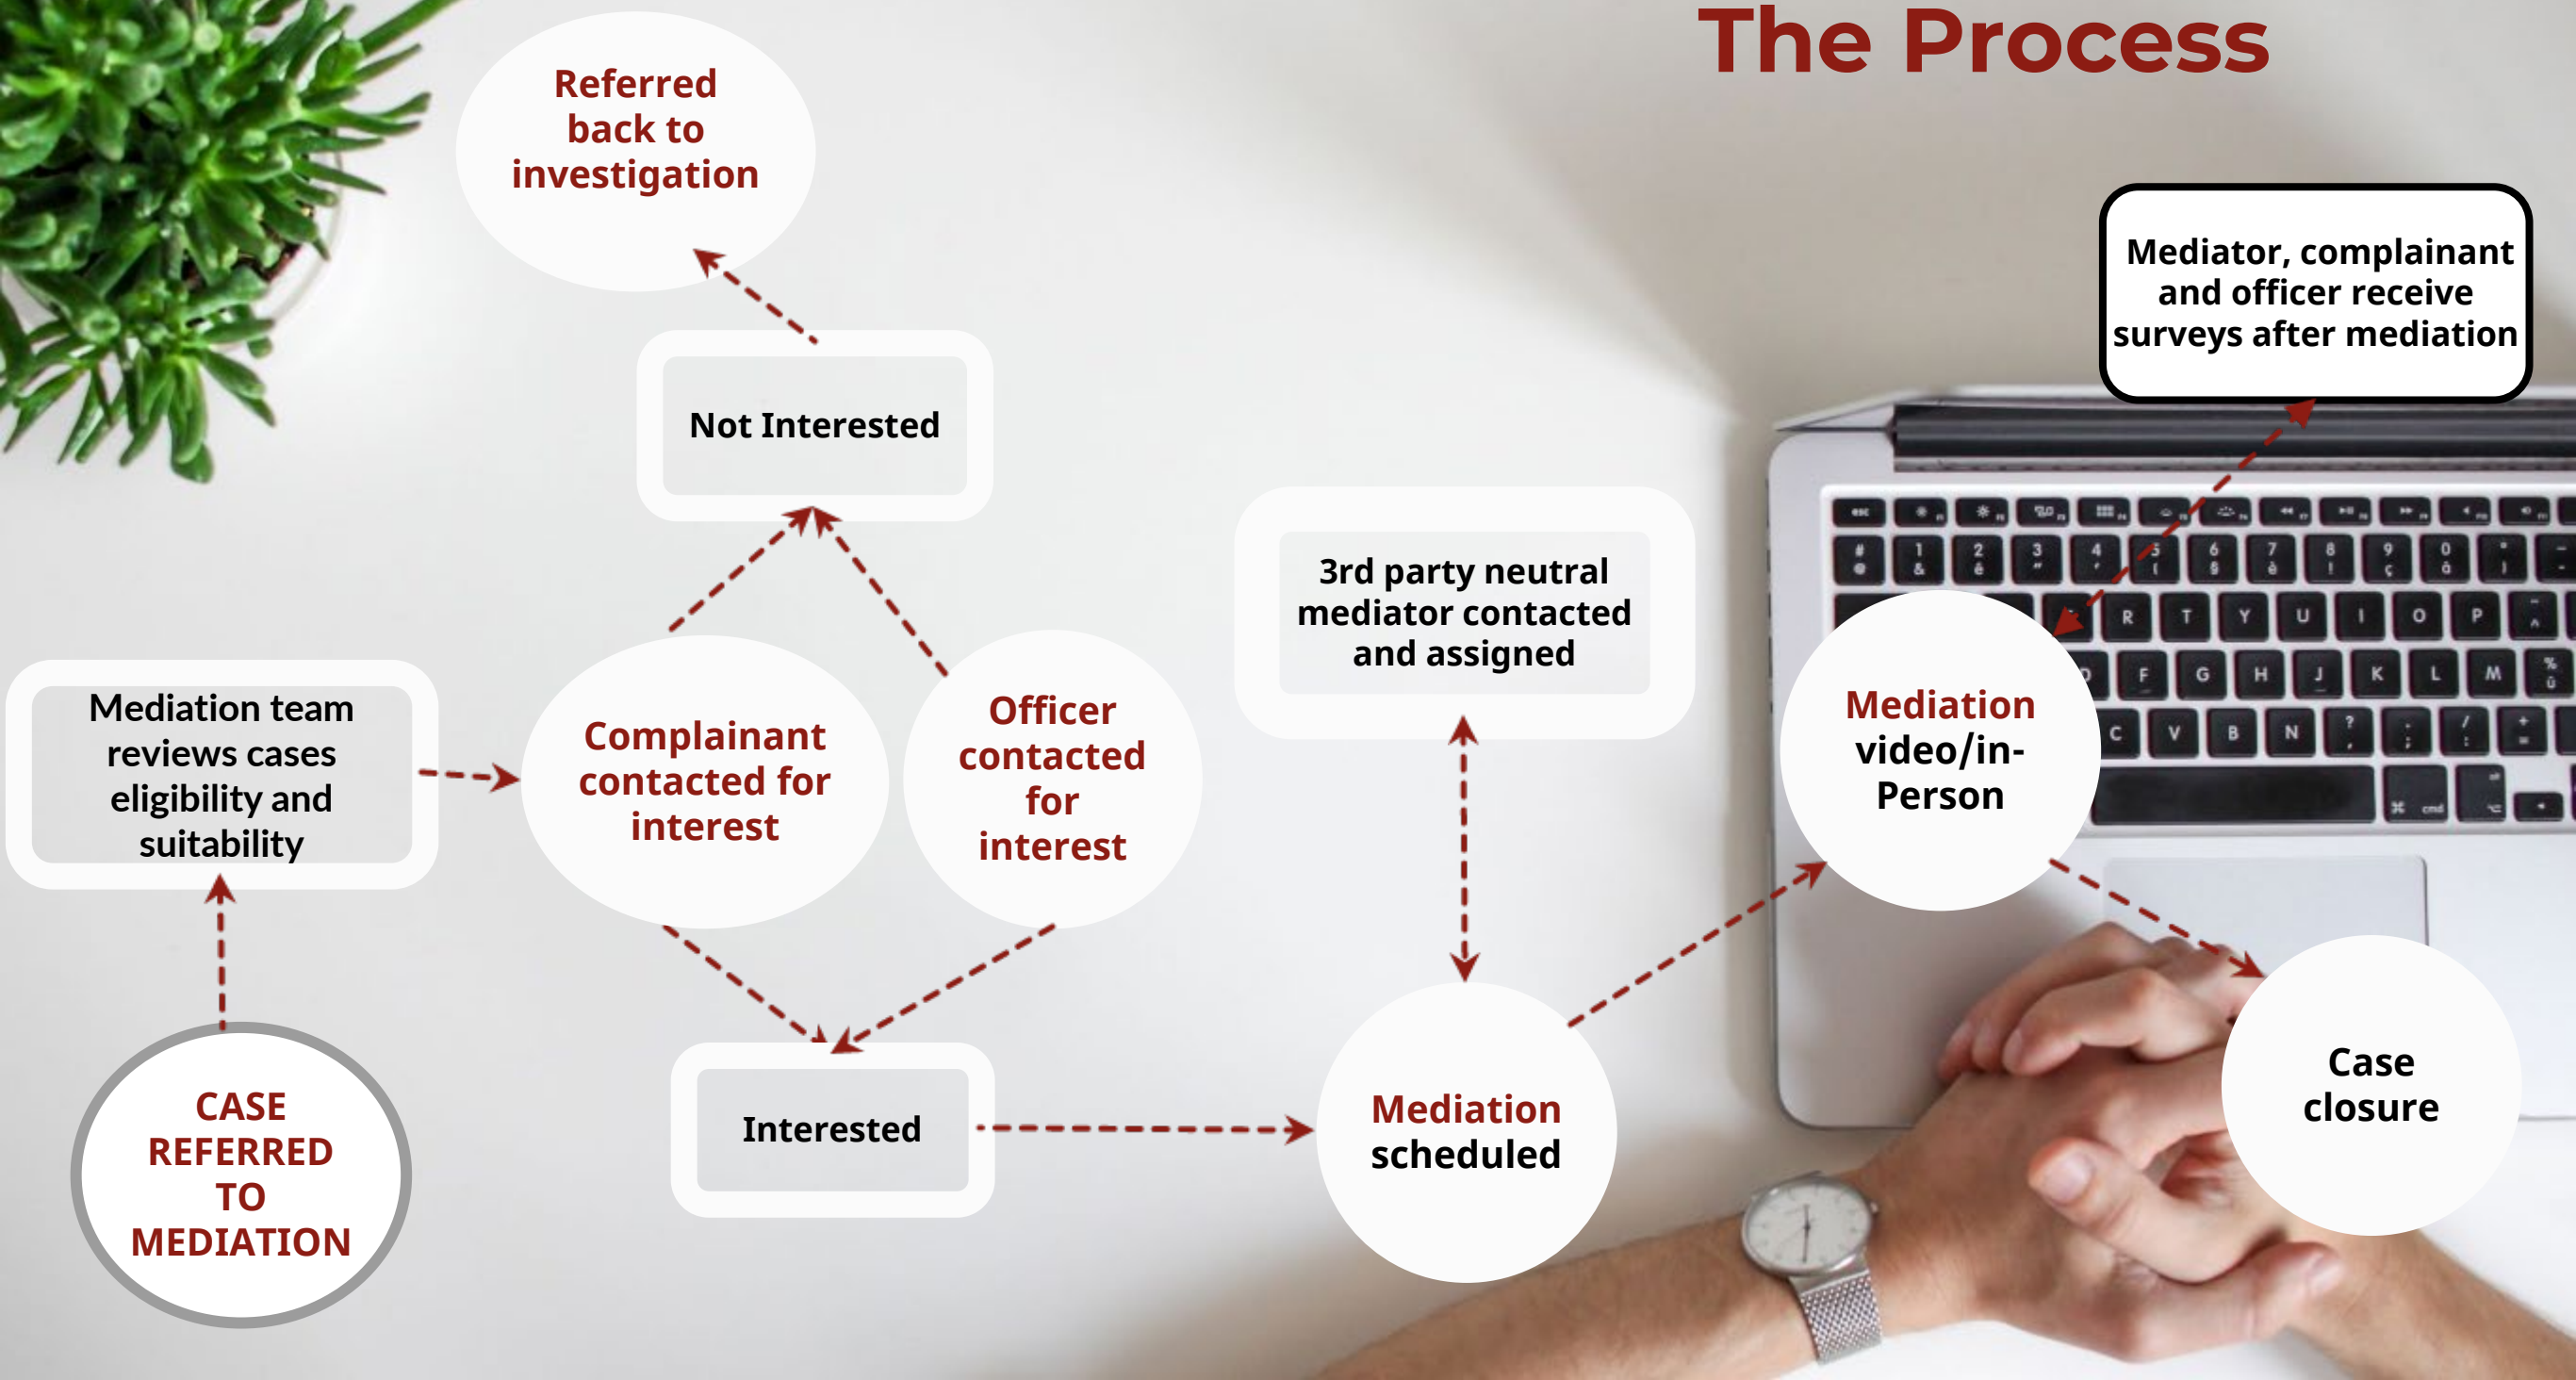 The Process
Referred
back to
investigation
Mediator, complainant
and officer receive
surveys after mediation
Not Interested
3rd party neutral
mediator contacted
and assigned
Mediation team
reviews cases
eligibility and
suitability
Complainant
contacted for
interest
Officer
contacted
for
interest
Mediation
video/in-
Person
CASE
REFERRED
TO
MEDIATION
Interested
Mediation
scheduled
Case
closure
esc
R T Y U I O P
F G H J K L M
C V B N
cmd